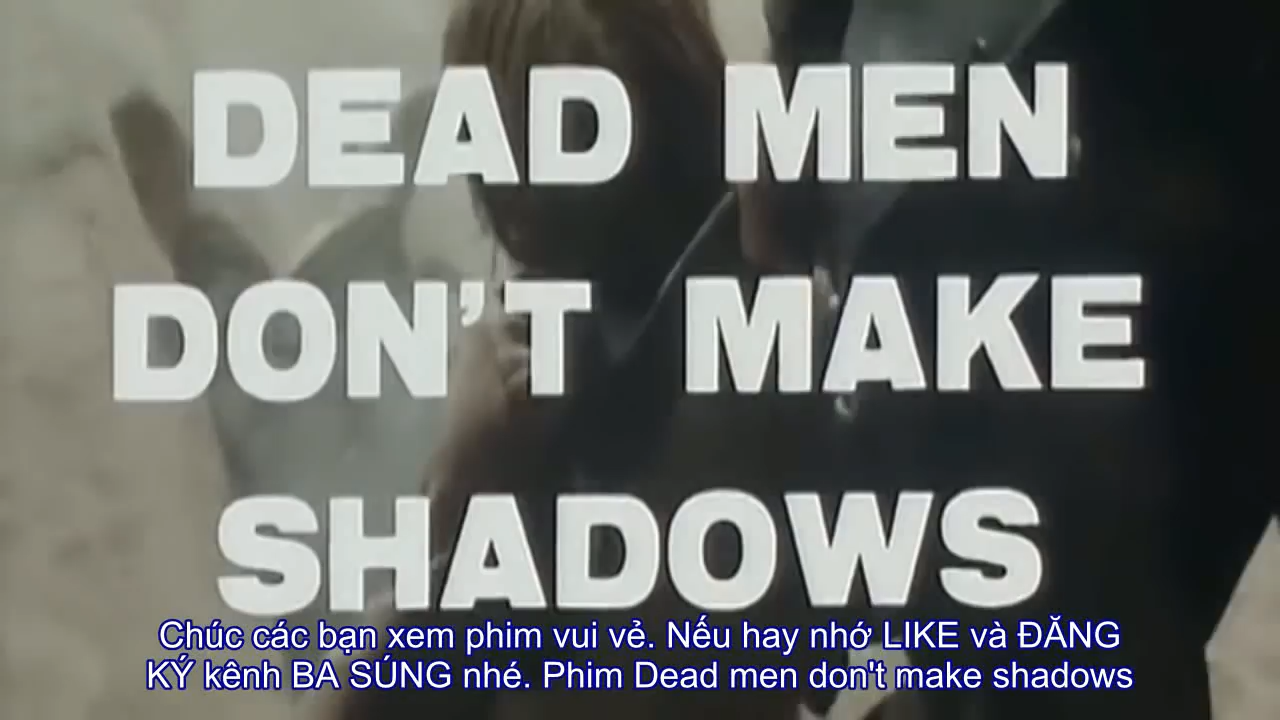 DEAD MEN
DON'T MAKE
SHADOWS
Chúc các bạn xem phim vui vẻ. Nếu hay nhớ LIKE và ĐĂNG
KÝ kênh BA SÚNG nhé. Phim Dead men don't make shadows